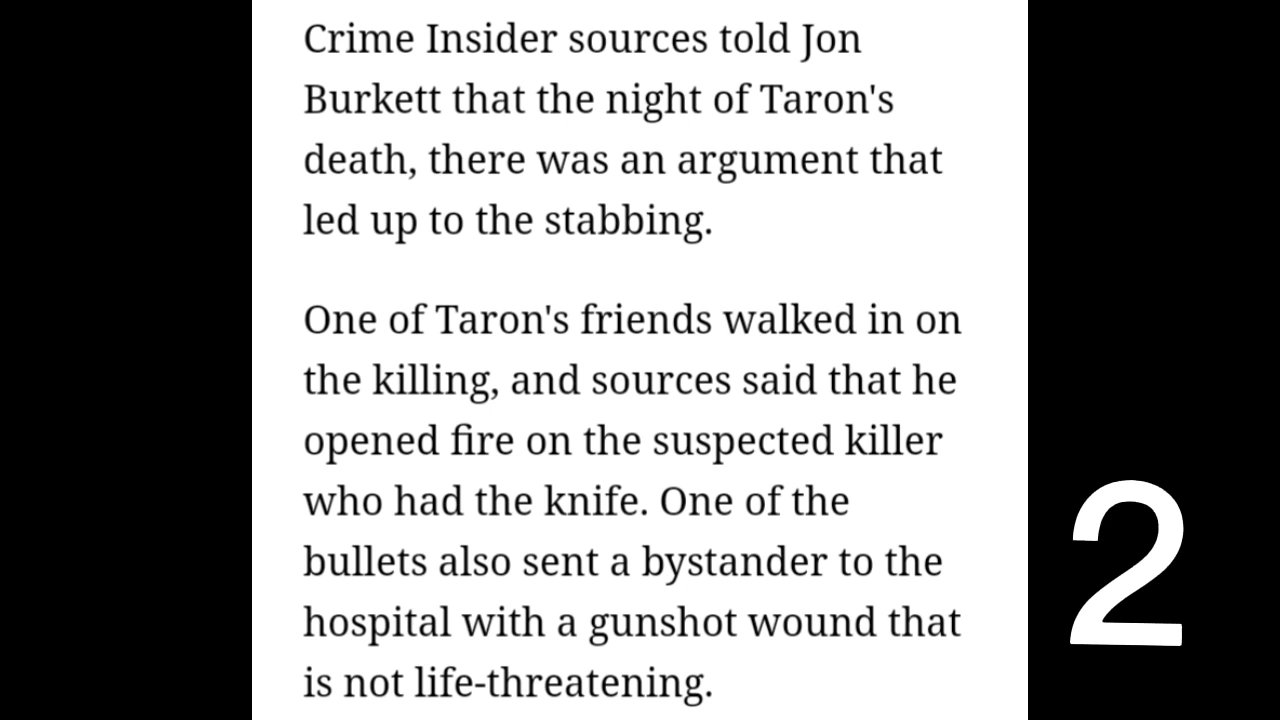 Crime Insider sources told Jon
Burkett that the night of Taron's
death, there was an argument that
led up to the stabbing.
One of Taron's friends walked in on
the killing, and sources said that he
opened fire on the suspected killer
who had the knife. One of the
bullets also sent a bystander to the
hospital with a gunshot wound that
is not life-threatening.
2